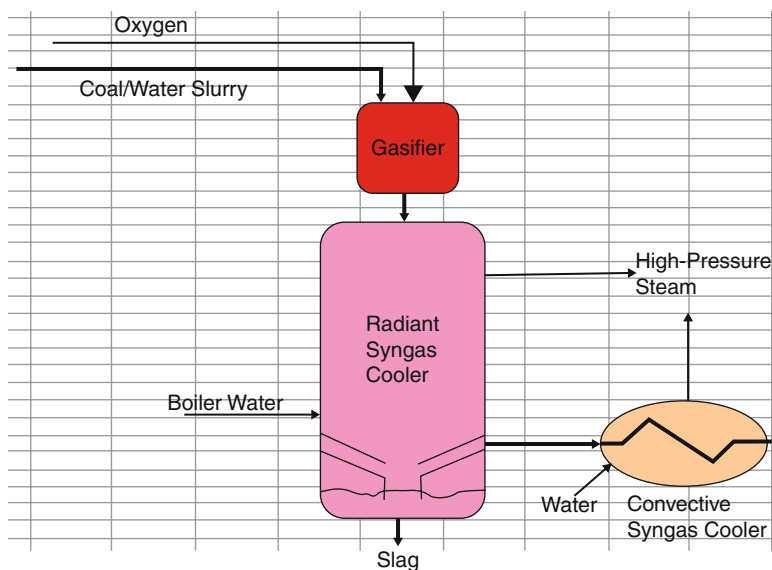 Oxygen
Coal/Water Slurry
Gasifier
High-Pressure
Steam
Radiant
Syngas
Cooler
Boiler Water
Water
Convective
Syngas Cooler
Slag